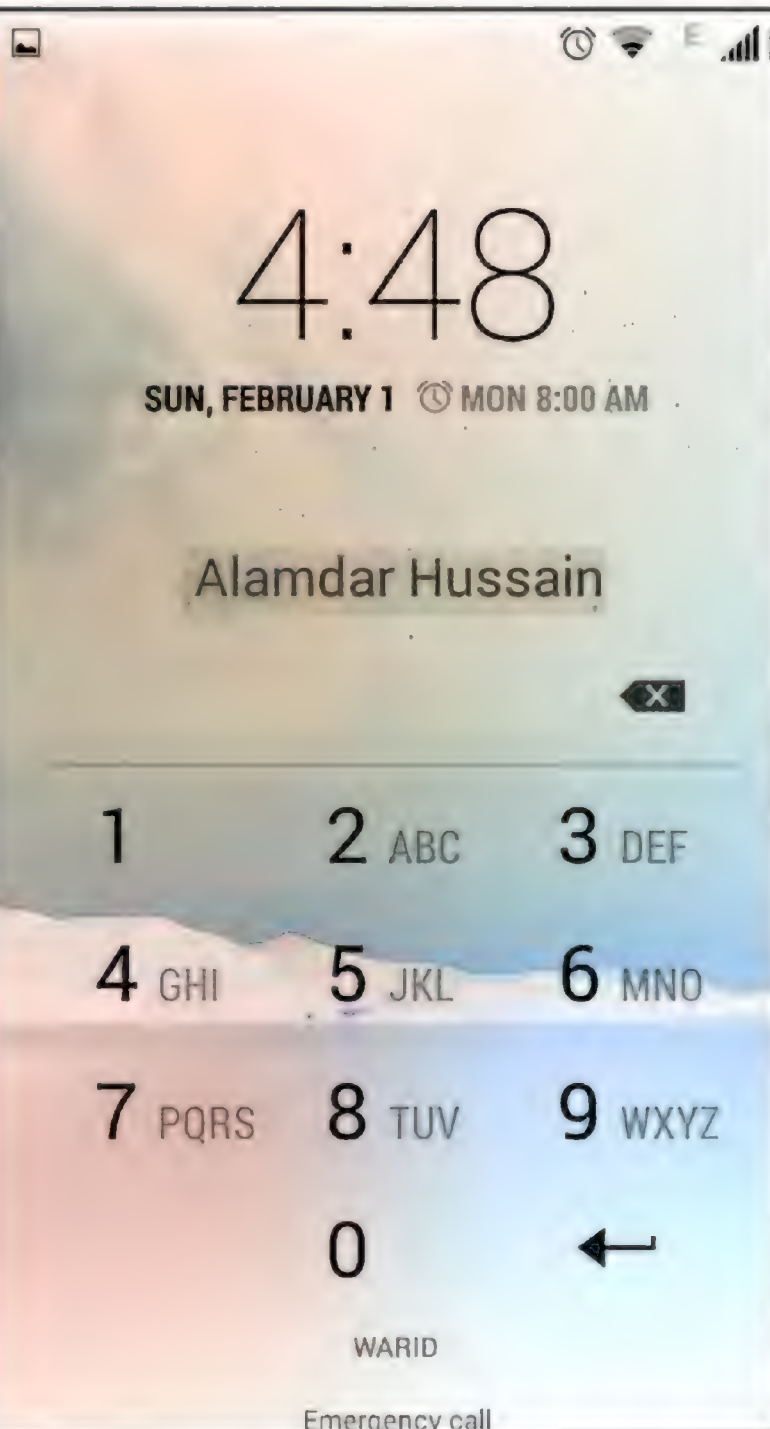 E
4:48
SUN, FEBRUARY 1 MON 8:00 AM
Alamdar Hussain
1 2 ABC 3 DEF
4 GHI 5 JKL 6 MNO
7 PQRS 8 TUV 9 WXYZ
0
WARID
Emergency call